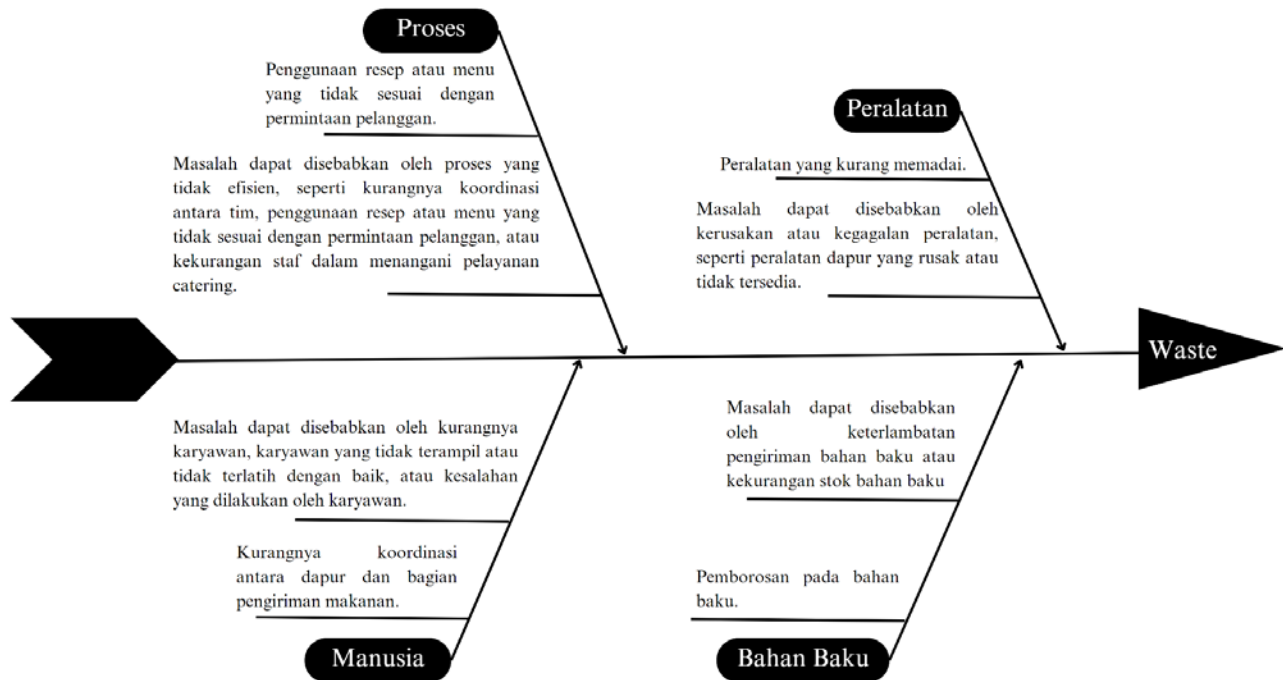 Proses
Penggunaan resep atau menu
yang tidak sesuai dengan
permintaan pelanggan.
Masalah dapat disebabkan oleh proses yang
tidak efisien, seperti kurangnya koordinasi
antara tim, penggunaan resep atau menu yang
tidak sesuai dengan permintaan pelanggan, atau
kekurangan staf dalam menangani pelayanan
catering.
Peralatan
Peralatan yang kurang memadai.
Masalah dapat disebabkan oleh
kerusakan atau kegagalan peralatan,
seperti peralatan dapur yang rusak atau
tidak tersedia.
Waste
Masalah dapat disebabkan oleh kurangnya
karyawan, karyawan yang tidak terampil atau
tidak terlatih dengan baik, atau kesalahan
yang dilakukan oleh karyawan.
Kurangnya koordinasi
antara dapur dan bagian
pengiriman makanan.
Manusia
Masalah dapat disebabkan
oleh keterlambatan
pengiriman bahan baku atau
kekurangan stok bahan baku
Pemborosan pada bahan
baku.
Bahan Baku